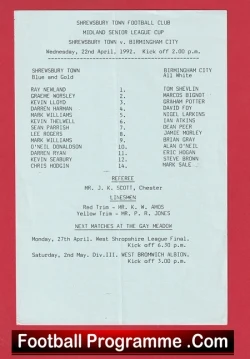 SHREWSBURY TOWN FOOTBALL CLUB
MIDLAND SENIOR LEAGUE CUP
SHREWSBURY TOWN v. BIRMINGHAM CITY
Wednesday, 22nd April, 1992. Kick off 2.00 p.m.
SHREWSBURY TOWN BIRMINGHAM CITY
Blue and Gold All White
RAY NEWLAND 1. TOM SHEVLIN
GRAEME WORSLEY 2. MARCOS BIGNOT
KEVIN LLOYD 3. GRAHAM POTTER
DARREN HARMAN 4. DAVID FOY
MARK WILLIAMS 5. NIGEL LARKINS
KEVIN THELWELL 6. IAN ATKINS
SEAN PARRISH 7. DEAN PEER
LEE ROGERS 8. JAMIE MORLEY
MARK WILLIAMS 9. BRIAN GRAY
O'NEIL DONALDSON 10. ALAN O'NEIL
DARREN RYAN 11. ERIC HOGAN
KEVIN SEABURY 12. STEVE BROWN
CHRIS HODGIN 14. MARK SALE
REFEREE
MR. J. K. SCOTT, Chester
LINESMEN
Red Trim - MR. K. M. AMOS
Yellow Trim - MR. P. R. JONES
NEXT MATCHES AT THE GAY MEADOW
Monday, 27th April. West Shropshire League Final.
Kick off 6.30 p.m.
Saturday, 2nd May. Div.III. WEST BROMWICH ALBION.
Kick off 3.00 p.m.
Football Programme .Com